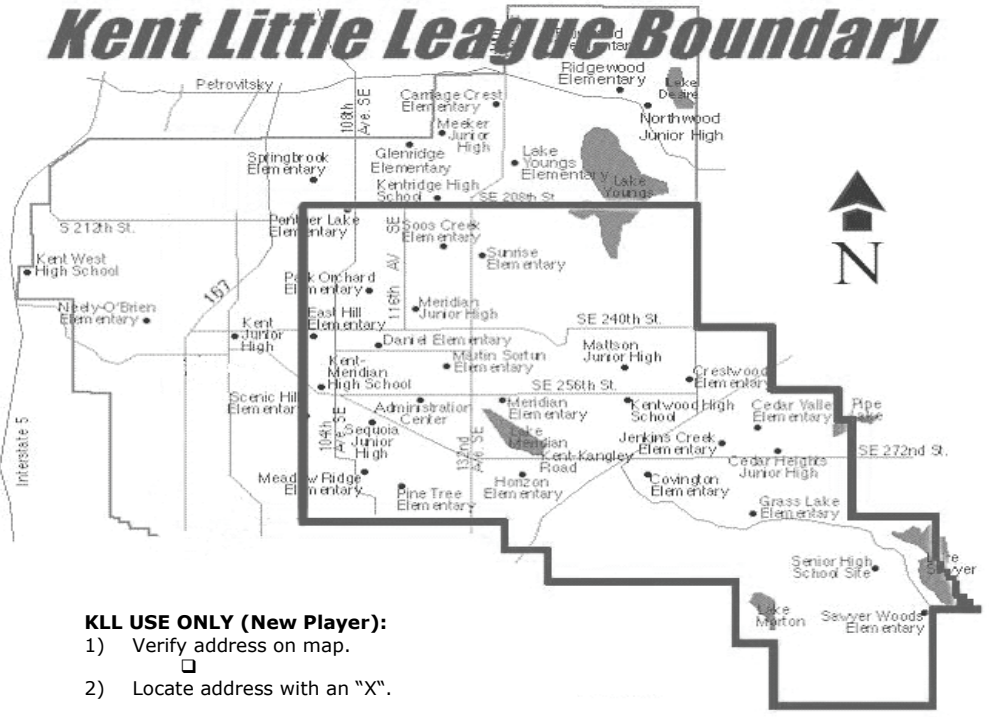 Kent Little League Boundary
Elementary
Ridgewood
Elementary
Petrovitsky
Lake
Desire
Carriage Crest
Elementary
108th
Ave. SE
Northwood
Junior High
Meeker
Junior
High
Glenridge
Elementary
Springbrook
Elementary
Lake
Youngs
Elementary
Lake
Youngs
Kentridge High
School
SE 208th St.
Panther Lake
Elementary
S 212th St.
Soos Creek
Elementary
116th AV SE
Sunrise
Elementary
N
Kent West
High School
Park Orchard
Elementary
167
Neely-O'Brien
Elementary
Meridian
Junior High
East Hill
Elementary
Kent
Junior
High
SE 240th St.
Daniel Elementary
Mattson
Junior High
Martin Sortun
Elementary
Kent-
Meridian
High School
Crestwood
Elementary
SE 256th St.
Scenic Hill
Elementary
Administration
Center
Meridian
Elementary
Kentwood High
School
Cedar Valley
Elementary
Pipe
Lake
104th
Ave. SE
Sequoia
Junior
High
132nd
Ave SE
Lake
Meridian
Jenkins Creek
Elementary
Kent-Kangley
Road
SE 272nd St.
Cedar Heights
Junior High
Interstate 5
Meadow Ridge
Elementary
Pine Tree
Elementary
Horizon
Elementary
Covington
Elementary
Grass Lake
Elementary
Senior High
School Site
Lake
Sawyer
Lake
Morton
Sawyer Woods
Elementary
KLL USE ONLY (New Player):
1) Verify address on map.
❑
2) Locate address with an “X“.